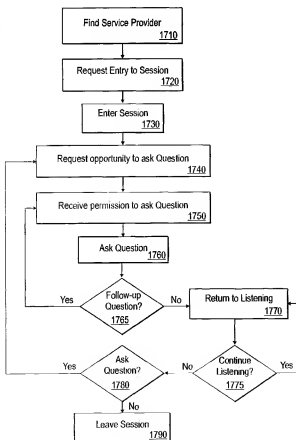 Find Service Provider
1710
Request Entry to Session
1720
Enter Session
1730
Request opportunity to ask Question
1740
Receive permission to ask Question
1750
Ask Question
1760
Follow-up
Question?
1765
Yes
No
Return to Listening
1770
Continue
Listening?
1775
Yes
No
Ask
Question?
1780
Yes
No
Leave Session
1790